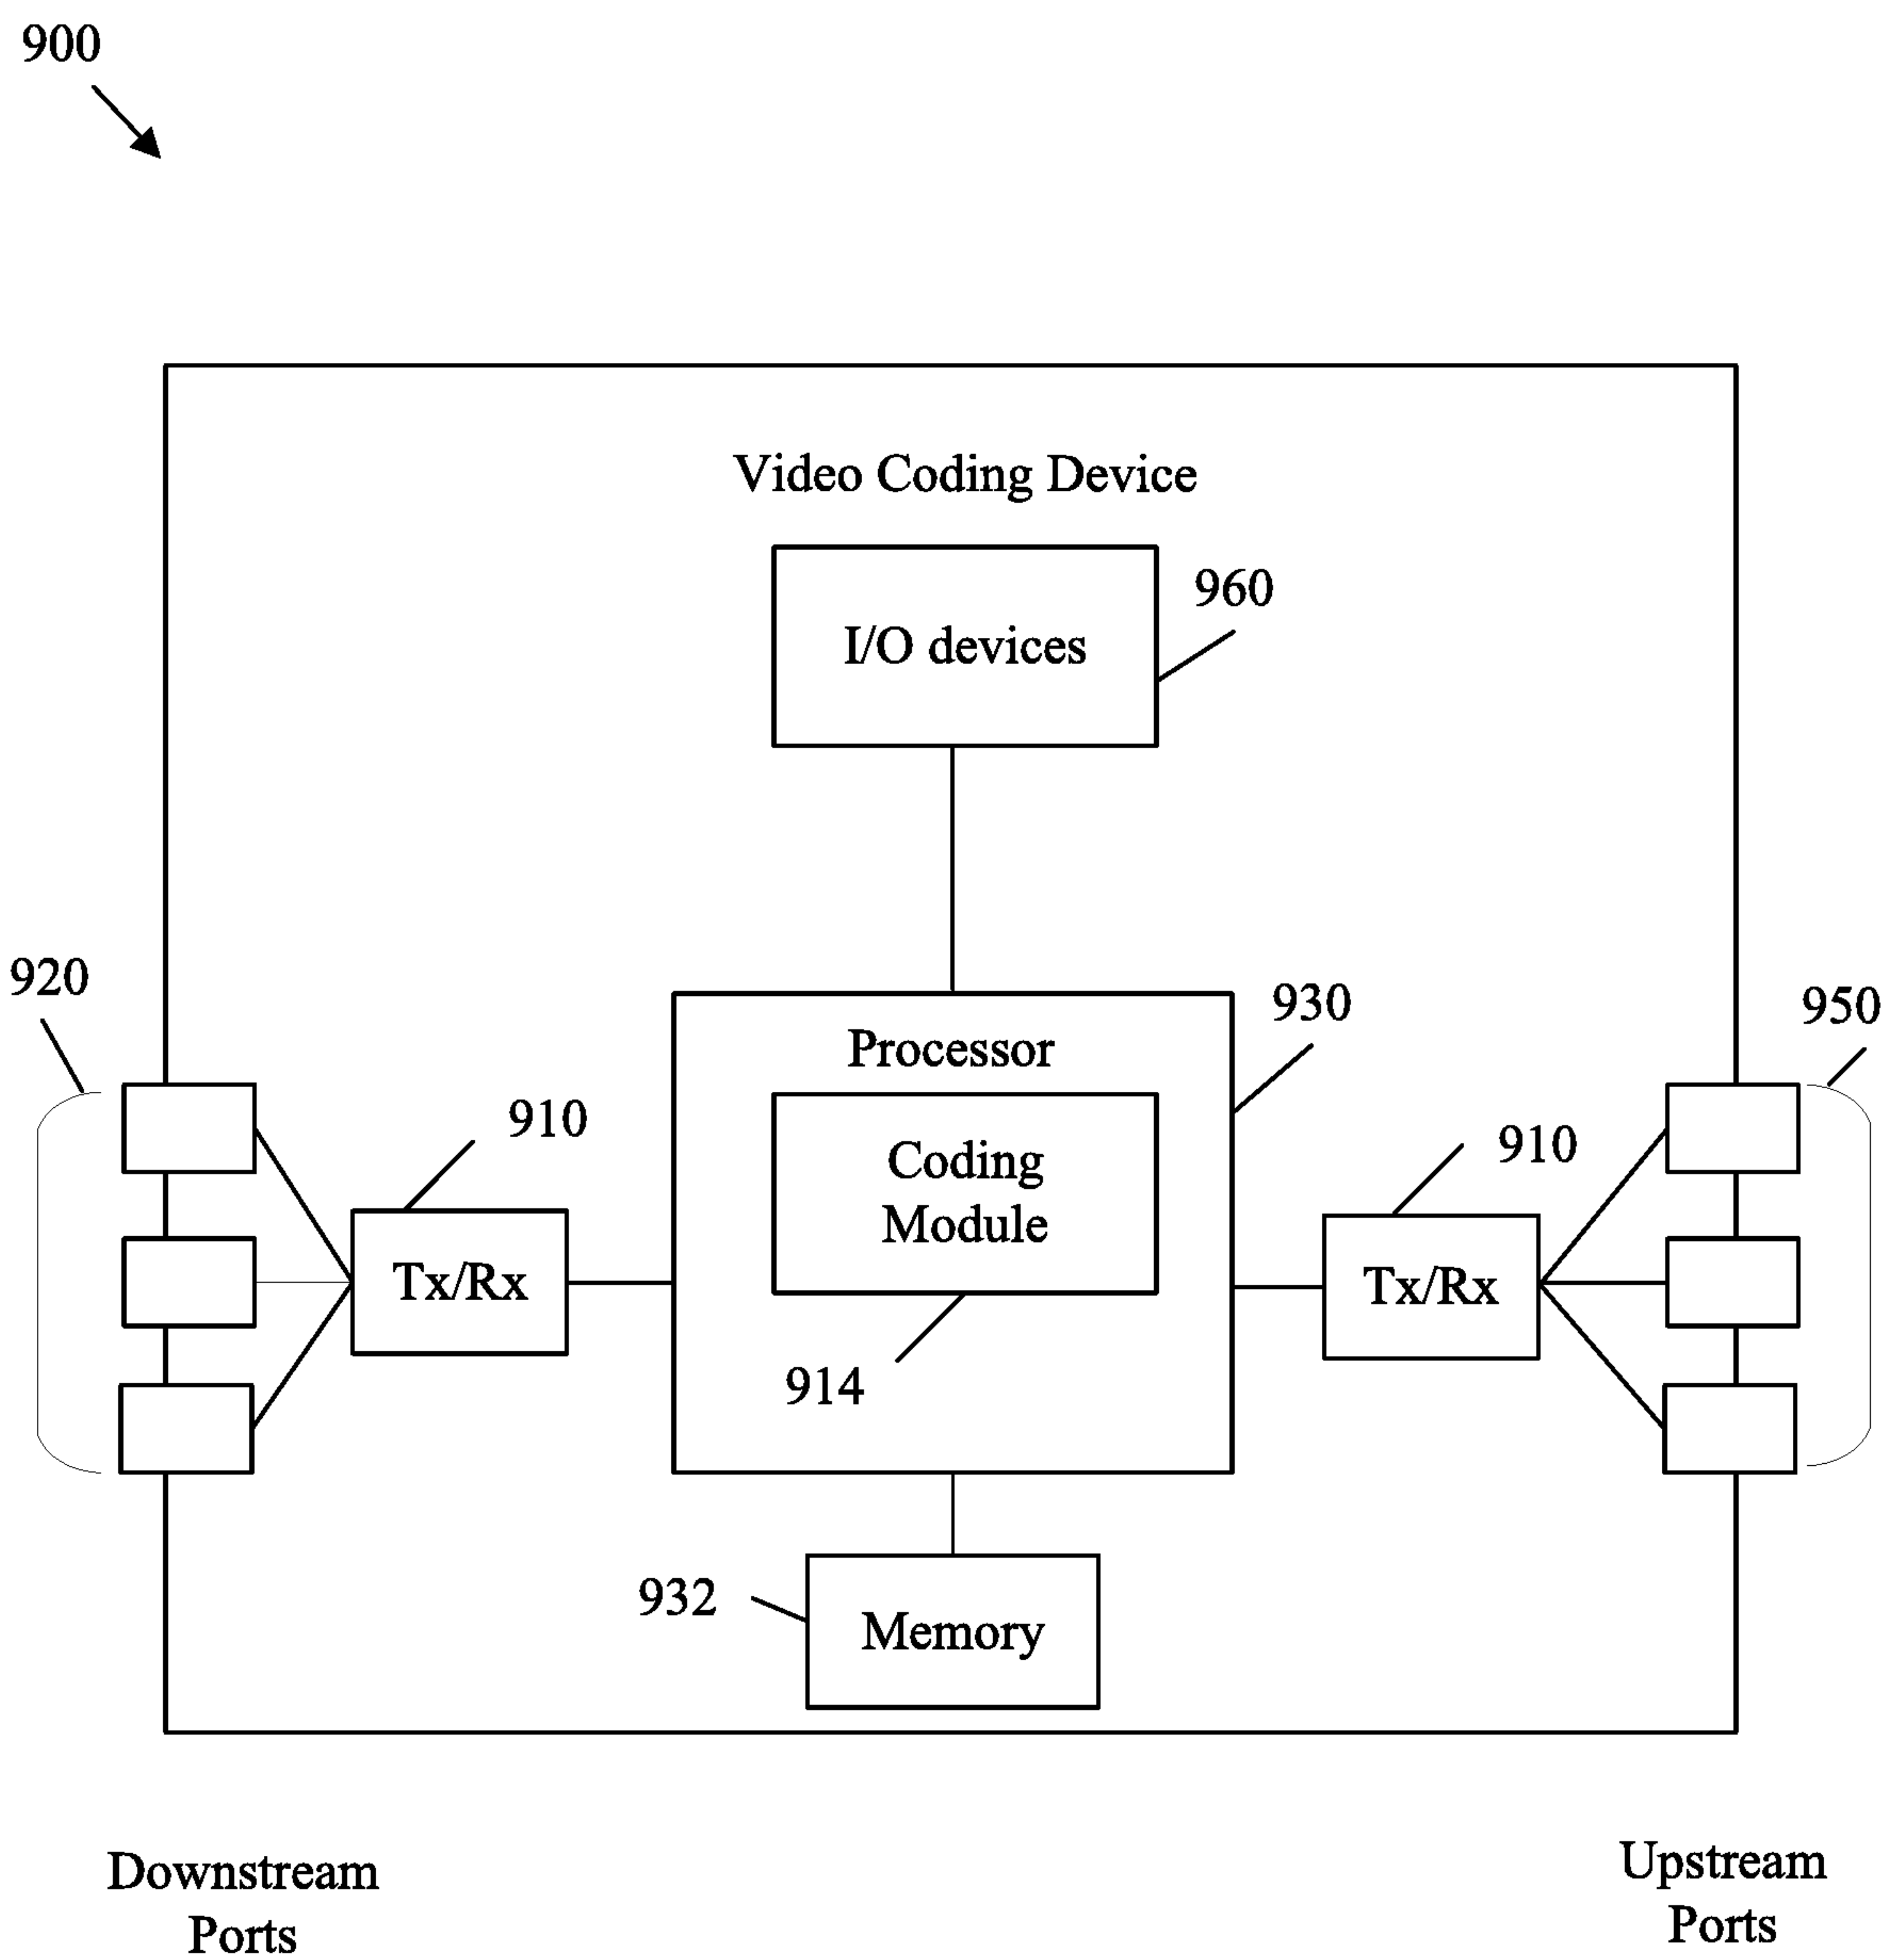 900
Video Coding Device
I/O devices
960
920
930
950
Processor
910
910
Coding
Module
Tx/Rx
Tx/Rx
914
932
Memory
Downstream
Ports
Upstream
Ports